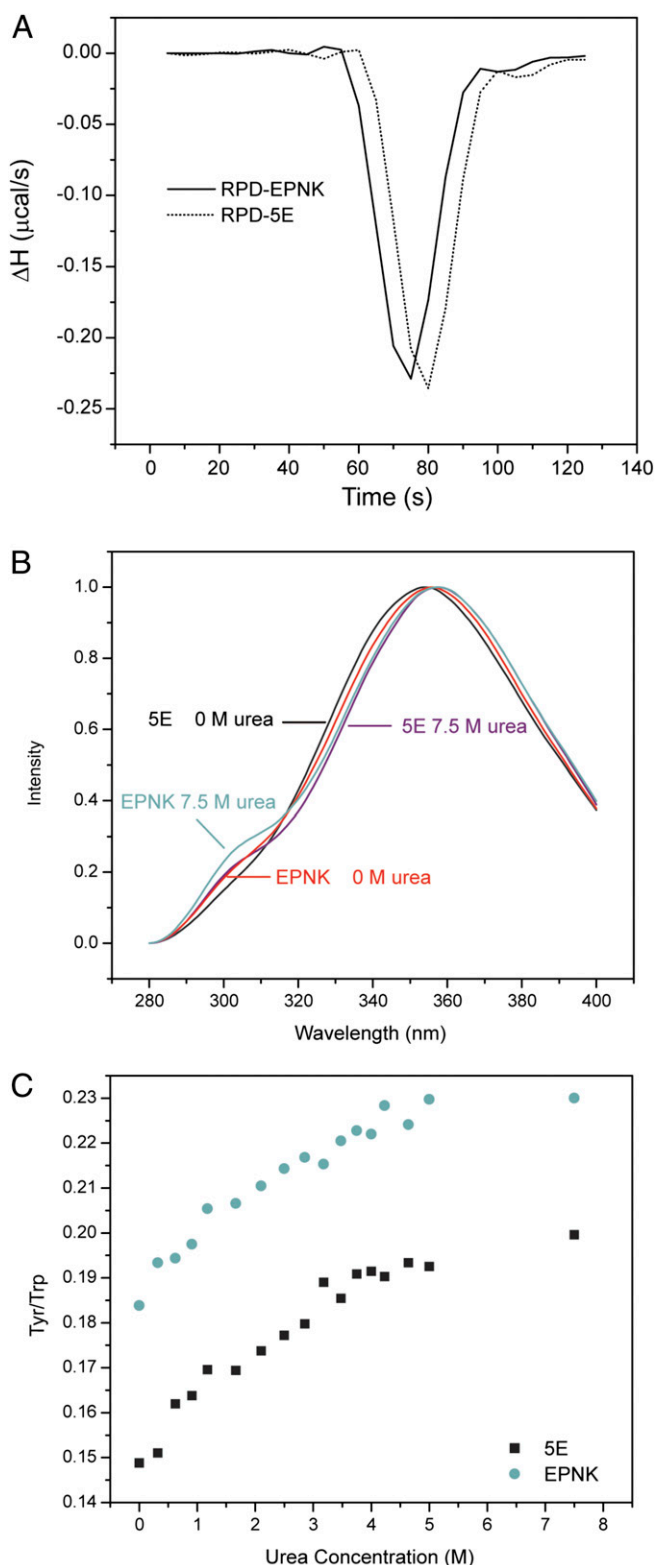 A
0.00
-0.05
-0.10
-0.15
-0.20
-0.25
ΔH (μcal/s)
RPD-EPNK
RPD-5E
0 20 40 60 80 100 120 140
Time (s)
B
1.0
0.8
0.6
0.4
0.2
0.0
Intensity
5E 0 M urea
5E 7.5 M urea
EPNK 7.5 M urea
EPNK 0 M urea
280 300 320 340 360 380 400
Wavelength (nm)
C
0.23
0.22
0.21
0.20
0.19
0.18
0.17
0.16
0.15
0.14
Tyr/Trp
5E
EPNK
0 1 2 3 4 5 6 7 8
Urea Concentration (M)